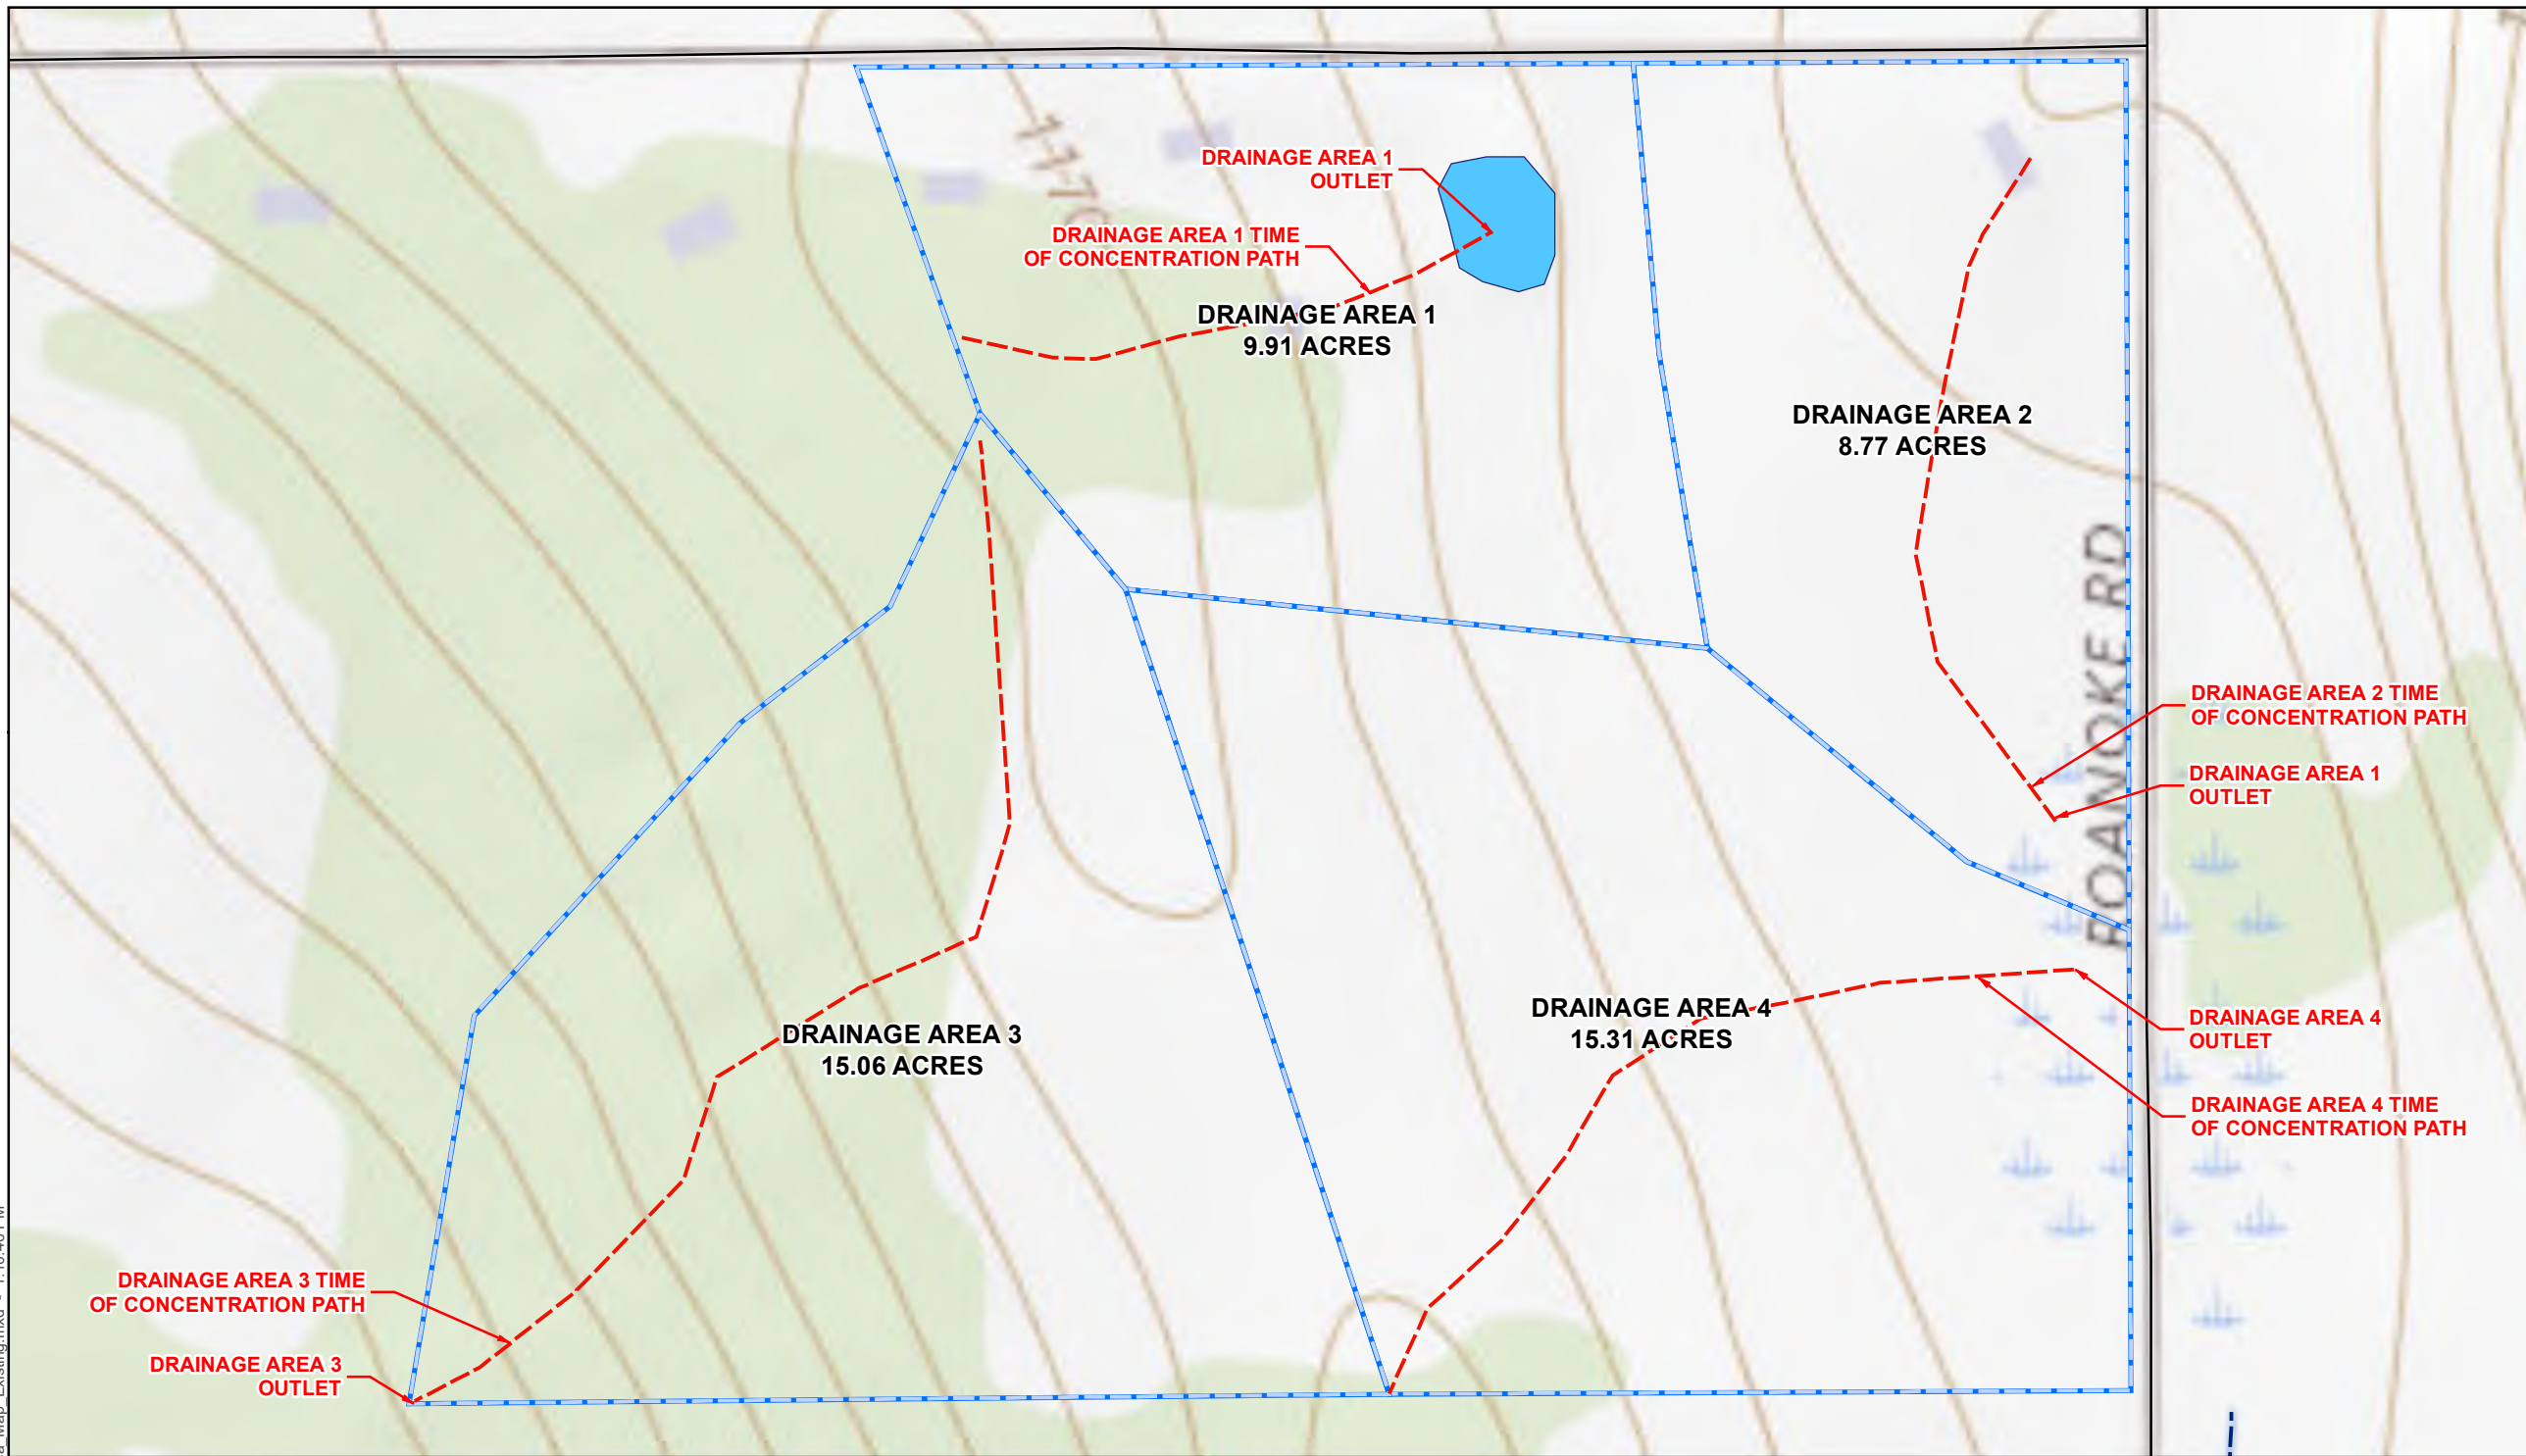 1170
DRAINAGE AREA 1
OUTLET
DRAINAGE AREA 1 TIME
OF CONCENTRATION PATH
DRAINAGE AREA 1
9.91 ACRES
DRAINAGE AREA 2
8.77 ACRES
ROANOKE RD
DRAINAGE AREA 2 TIME
OF CONCENTRATION PATH
DRAINAGE AREA 1
OUTLET
DRAINAGE AREA 3
15.06 ACRES
DRAINAGE AREA 4
15.31 ACRES
DRAINAGE AREA 4
OUTLET
DRAINAGE AREA 4 TIME
OF CONCENTRATION PATH
DRAINAGE AREA 3 TIME
OF CONCENTRATION PATH
DRAINAGE AREA 3
OUTLET